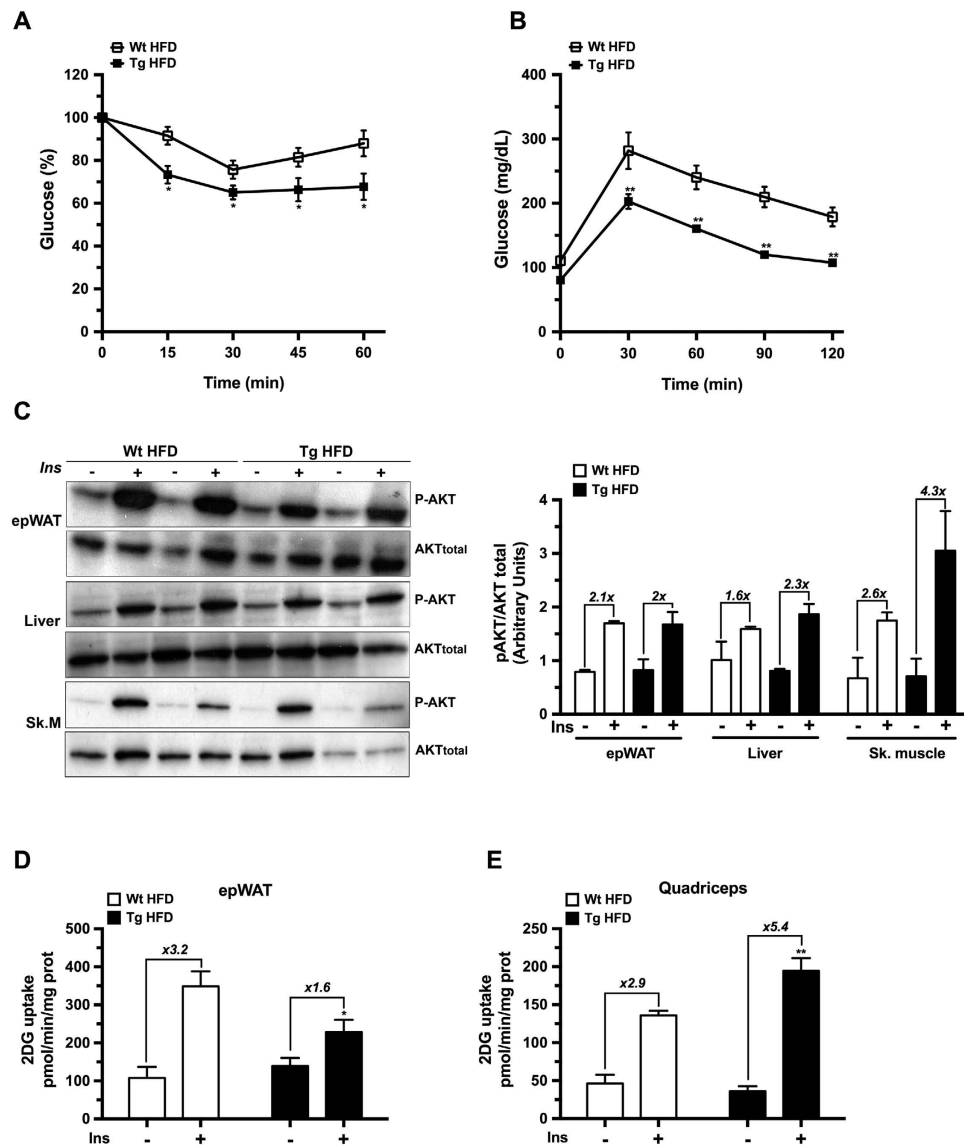 A
Wt HFD
Tg HFD
Glucose (%)
120
100
80
60
40
20
0
*
*
*
*
0 15 30 45 60
Time (min)
B
Wt HFD
Tg HFD
Glucose (mg/dL)
400
300
200
100
0
**
**
**
**
0 30 60 90 120
Time (min)
C
Wt HFD Tg HFD
Ins - + - + - + - +
epWAT
P-AKT
AKTtotal
Liver
P-AKT
AKTtotal
Sk.M
P-AKT
AKTtotal
Wt HFD
Tg HFD
pAKT/AKT total
(Arbitrary Units)
4
3
2
1
0
2.1x 2x 1.6x 2.3x 2.6x 4.3x
Ins - + - + - + - + - + - +
epWAT Liver Sk. muscle
D
epWAT
Wt HFD
Tg HFD
2DG uptake
pmol/min/mg prot
500
400
300
200
100
0
x3.2
x1.6
*
Ins - + - +
E
Quadriceps
Wt HFD
Tg HFD
2DG uptake
pmol/min/mg prot
250
200
150
100
50
0
x2.9
x5.4
**
Ins - + - +